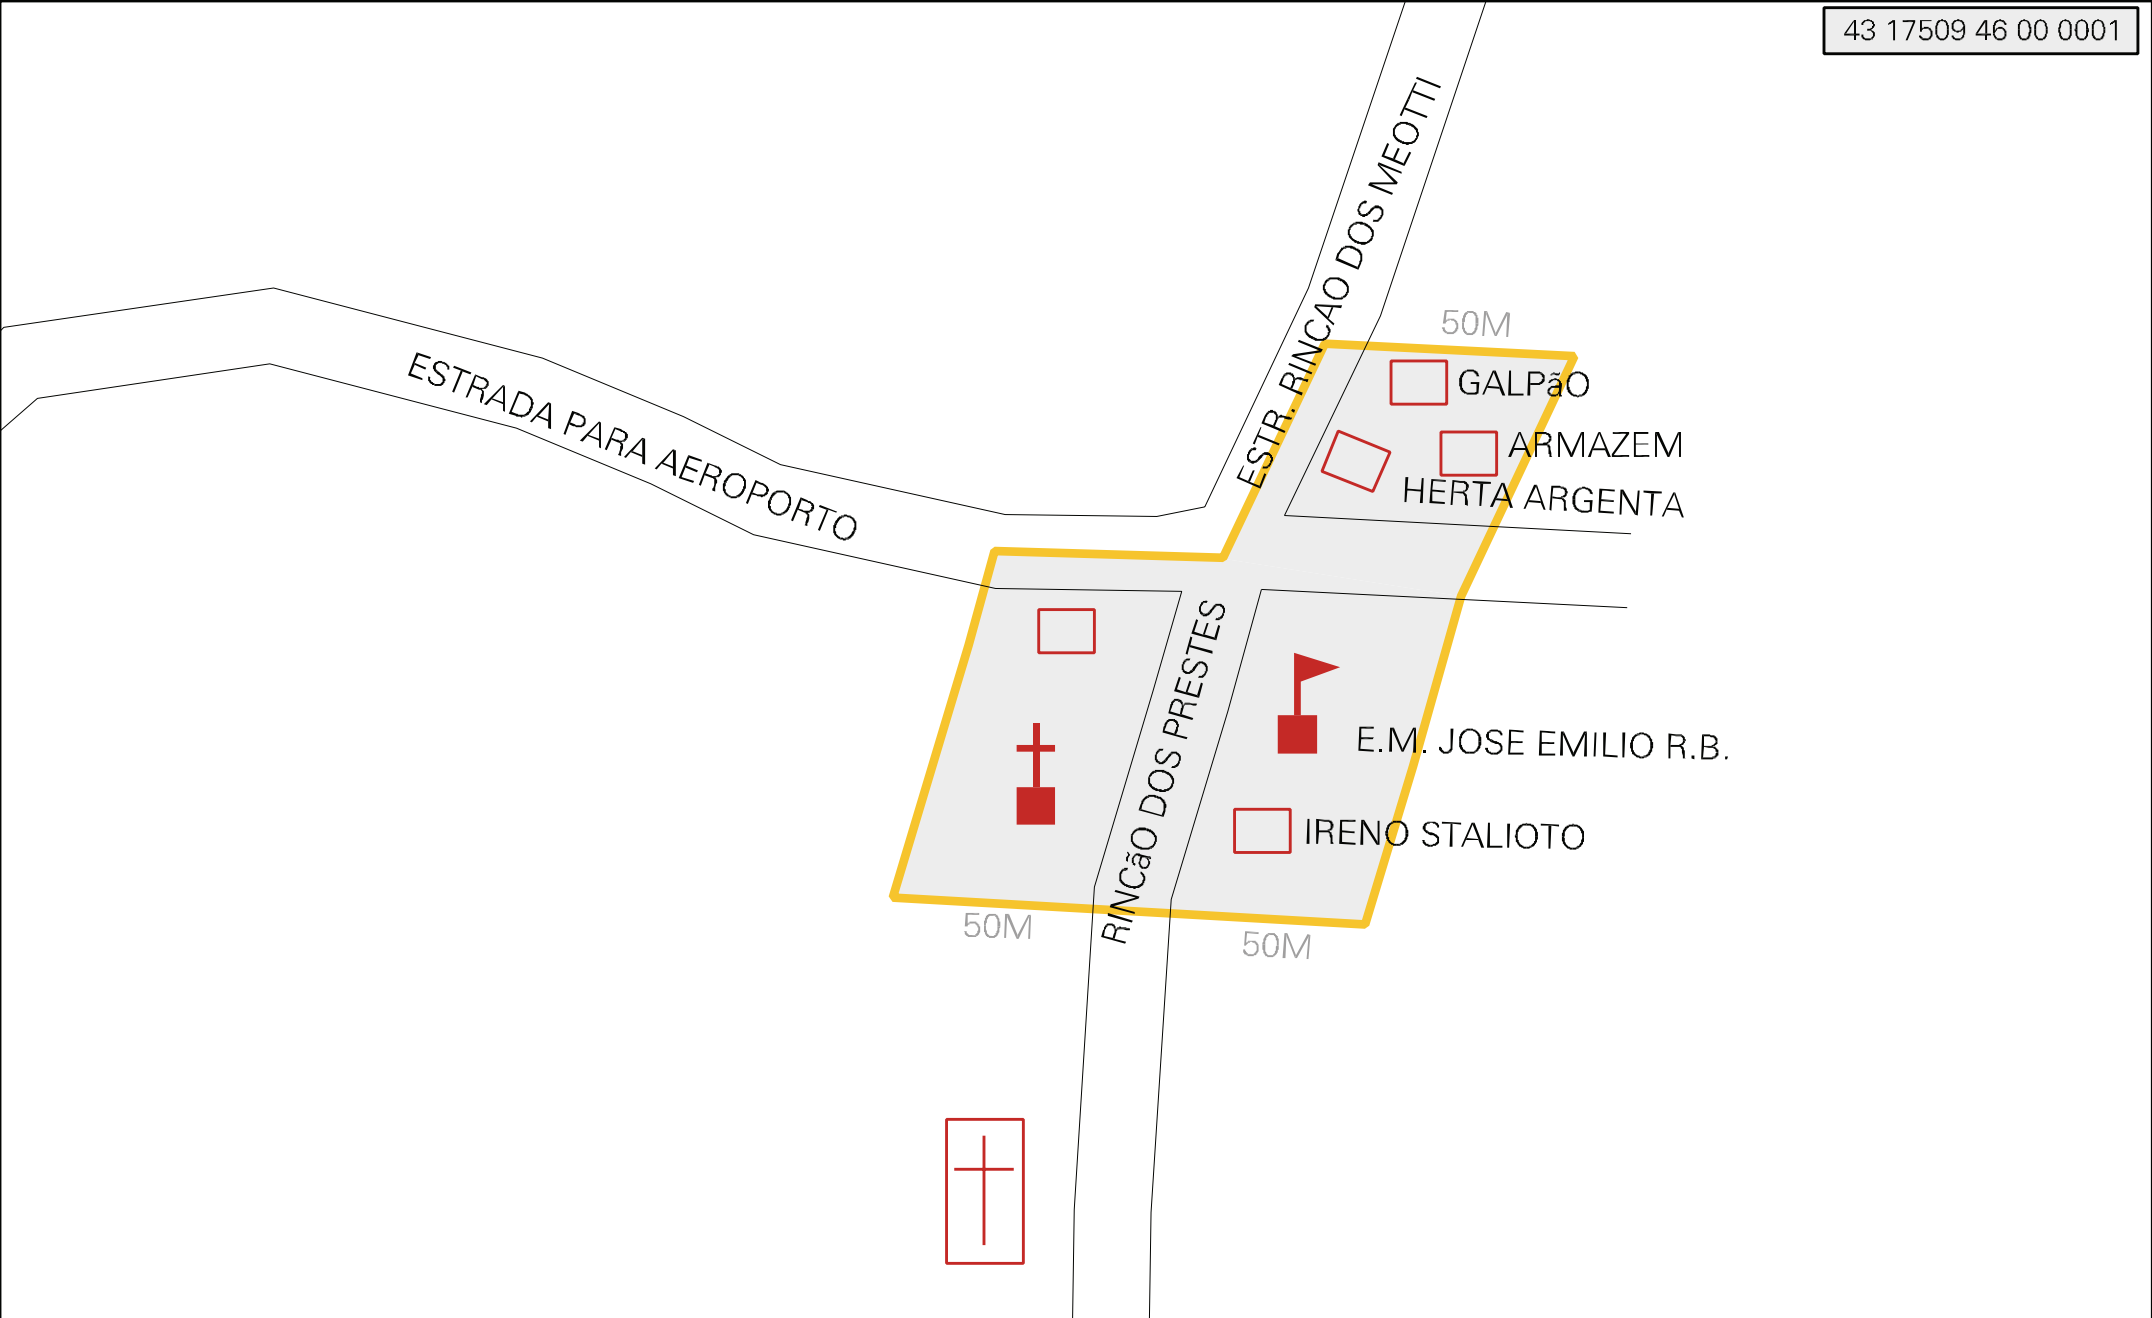 43 17509 46 00 0001
ESTR. RINCAO DOS MEOTTI
50M
ESTRADA PARA AEROPORTO
GALPãO
ARMAZEM
HERTA ARGENTA
RINCãO DOS PRESTES
E.M. JOSE EMILIO R.B.
IRENO STALIOTO
50M
50M